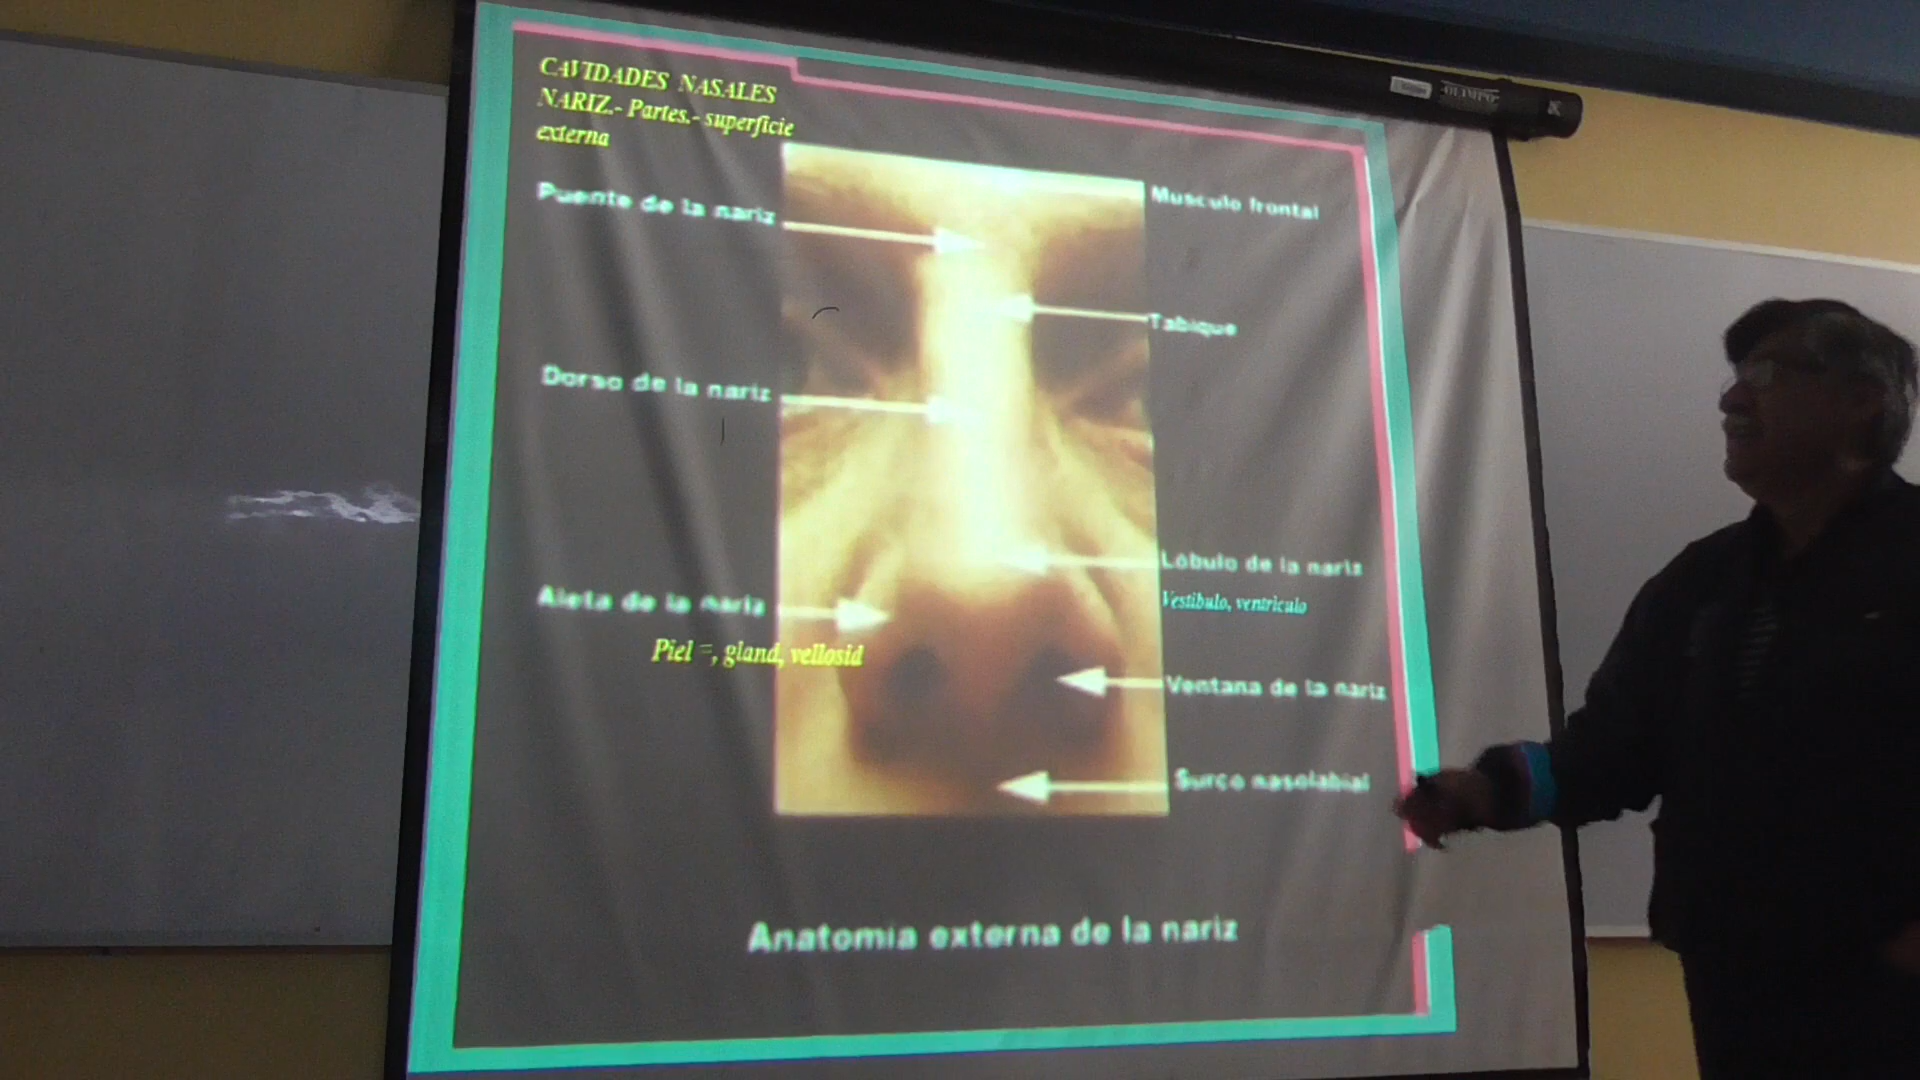 CAVIDADES NASALES
NARIZ.- Partes.- superficie
externa
Puente de la nariz
Musculo frontal
Tabique
Dorso de la nariz
Lóbulo de la nariz
Vestibulo, ventriculo
Aleta de la nariz
Piel =, gland, vellosid
Ventana de la nariz
Surco nasolabial
Anatomia externa de la nariz
OLIMPO